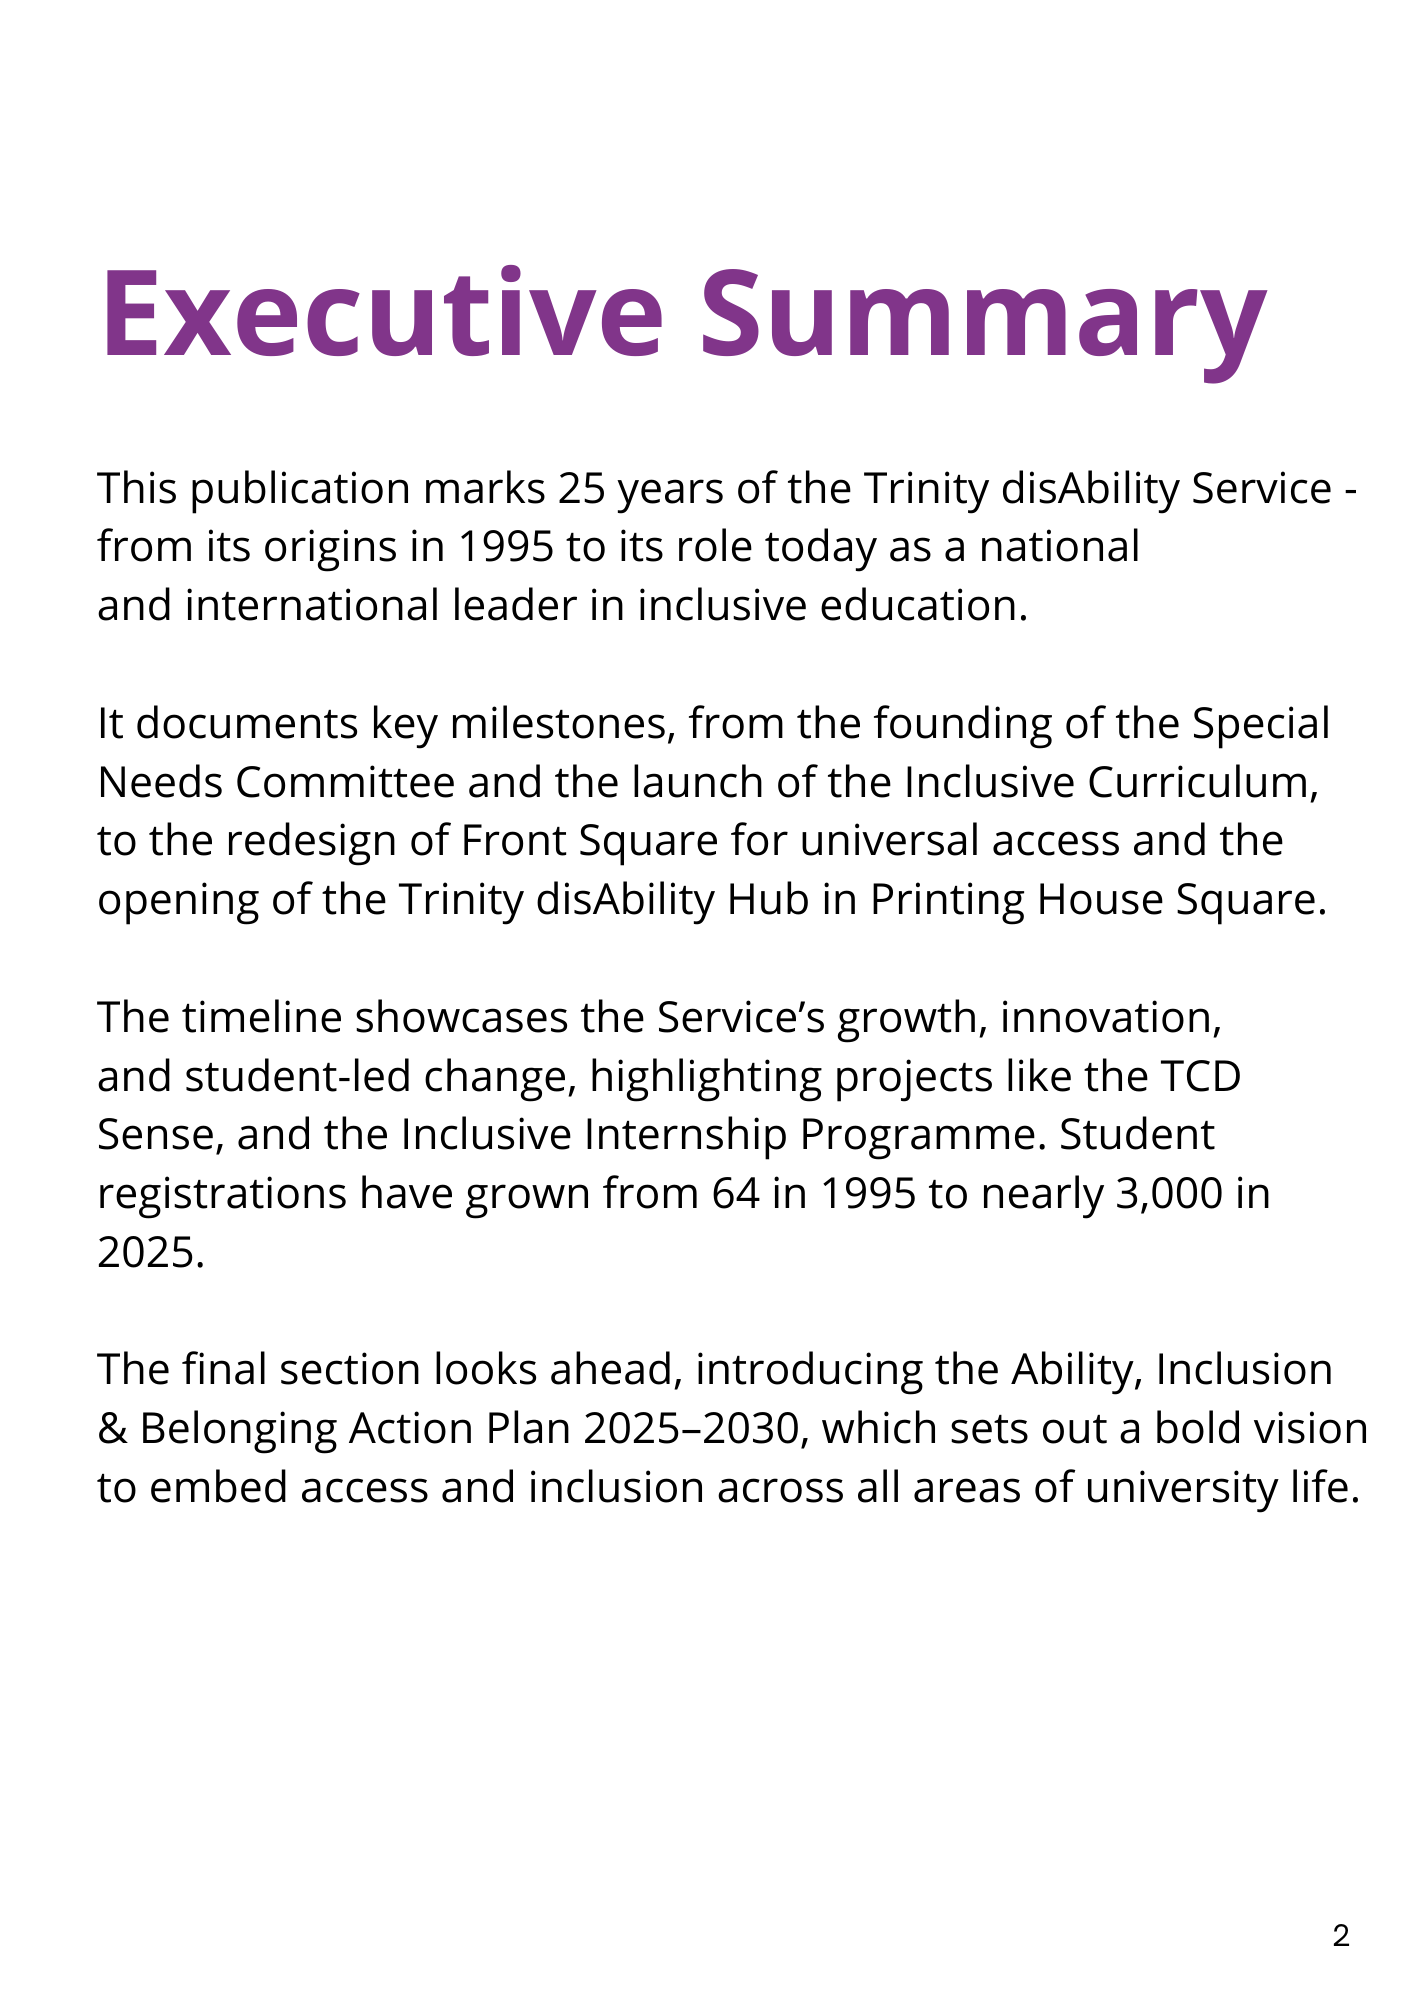 Executive Summary
This publication marks 25 years of the Trinity disAbility Service -
from its origins in 1995 to its role today as a national
and international leader in inclusive education.
It documents key milestones, from the founding of the Special
Needs Committee and the launch of the Inclusive Curriculum,
to the redesign of Front Square for universal access and the
opening of the Trinity disAbility Hub in Printing House Square.
The timeline showcases the Service’s growth, innovation,
and student-led change, highlighting projects like the TCD
Sense, and the Inclusive Internship Programme. Student
registrations have grown from 64 in 1995 to nearly 3,000 in
2025.
The final section looks ahead, introducing the Ability, Inclusion
& Belonging Action Plan 2025–2030, which sets out a bold vision
to embed access and inclusion across all areas of university life.
2